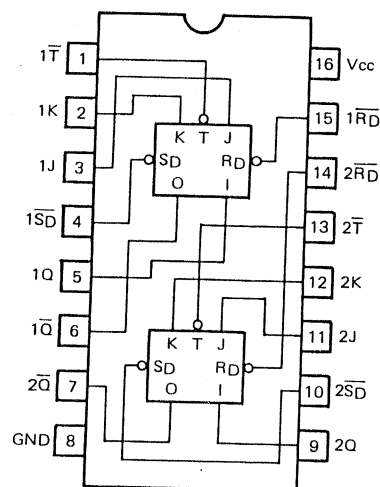 1T̅ 1
16 Vcc
1K 2
15 1R̅D̅
K T J
1J 3
SD RD
14 2R̅D̅
O I
1S̅D̅ 4
13 2T̅
1Q 5
12 2K
1Q̅ 6
K T J
11 2J
SD RD
2Q̅ 7
10 2S̅D̅
O I
GND 8
9 2Q